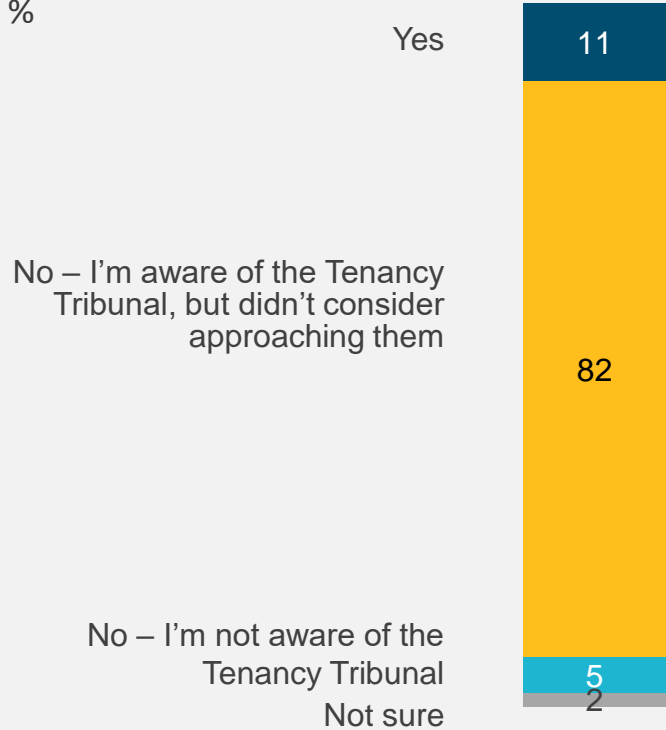 %
Yes
11
No – I'm aware of the Tenancy
Tribunal, but didn't consider
approaching them
82
No – I'm not aware of the
Tenancy Tribunal
5
Not sure
2